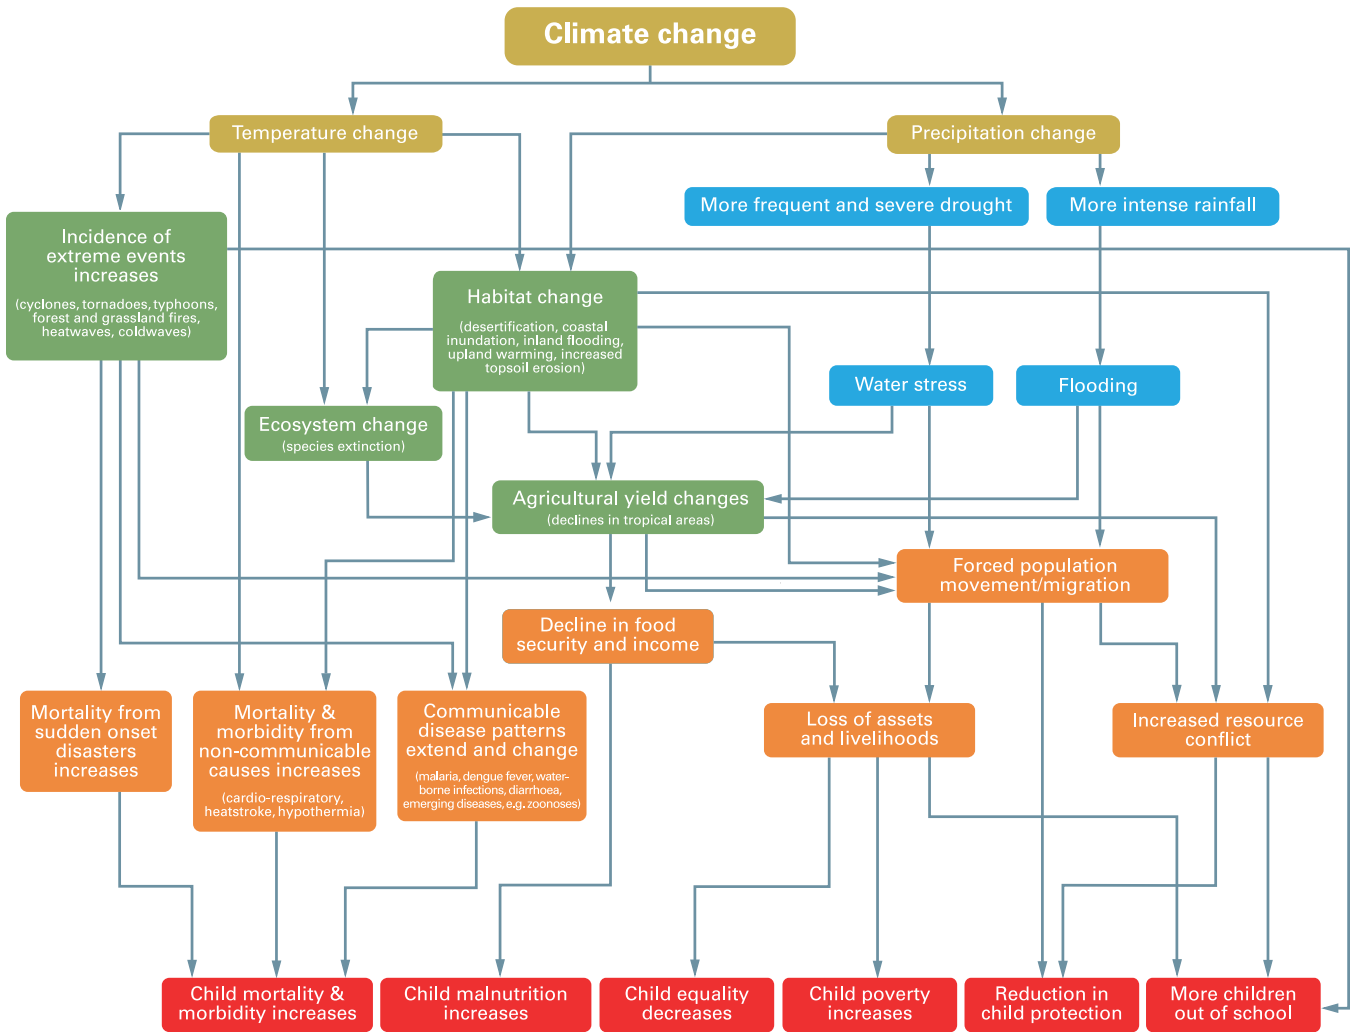 Climate change
Temperature change
Precipitation change
More frequent and severe drought
More intense rainfall
Incidence of
extreme events
increases
(cyclones, tornadoes, typhoons,
forest and grassland fires,
heatwaves, coldwaves)
Habitat change
(desertification, coastal
inundation, inland flooding,
upland warming, increased
topsoil erosion)
Water stress
Flooding
Ecosystem change
(species extinction)
Agricultural yield changes
(declines in tropical areas)
Forced population
movement/migration
Decline in food
security and income
Mortality from
sudden onset
disasters
increases
Mortality &
morbidity from
non-communicable
causes increases
(cardio-respiratory,
heatstroke, hypothermia)
Communicable
disease patterns
extend and change
(malaria, dengue fever, water-
borne infections, diarrhoea,
emerging diseases, e.g. zoonoses)
Loss of assets
and livelihoods
Increased resource
conflict
Child mortality &
morbidity increases
Child malnutrition
increases
Child equality
decreases
Child poverty
increases
Reduction in
child protection
More children
out of school